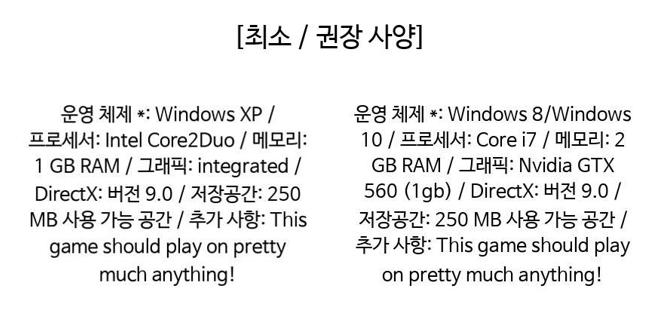 [최소 / 권장 사양]
운영 체제 *: Windows XP /
프로세서: Intel Core2Duo / 메모리:
1 GB RAM / 그래픽: integrated /
DirectX: 버전 9.0 / 저장공간: 250
MB 사용 가능 공간 / 추가 사항: This
game should play on pretty
much anything!
운영 체제 *: Windows 8/Windows
10 / 프로세서: Core i7 / 메모리: 2
GB RAM / 그래픽: Nvidia GTX
560 (1gb) / DirectX: 버전 9.0 /
저장공간: 250 MB 사용 가능 공간 /
추가 사항: This game should play
on pretty much anything!